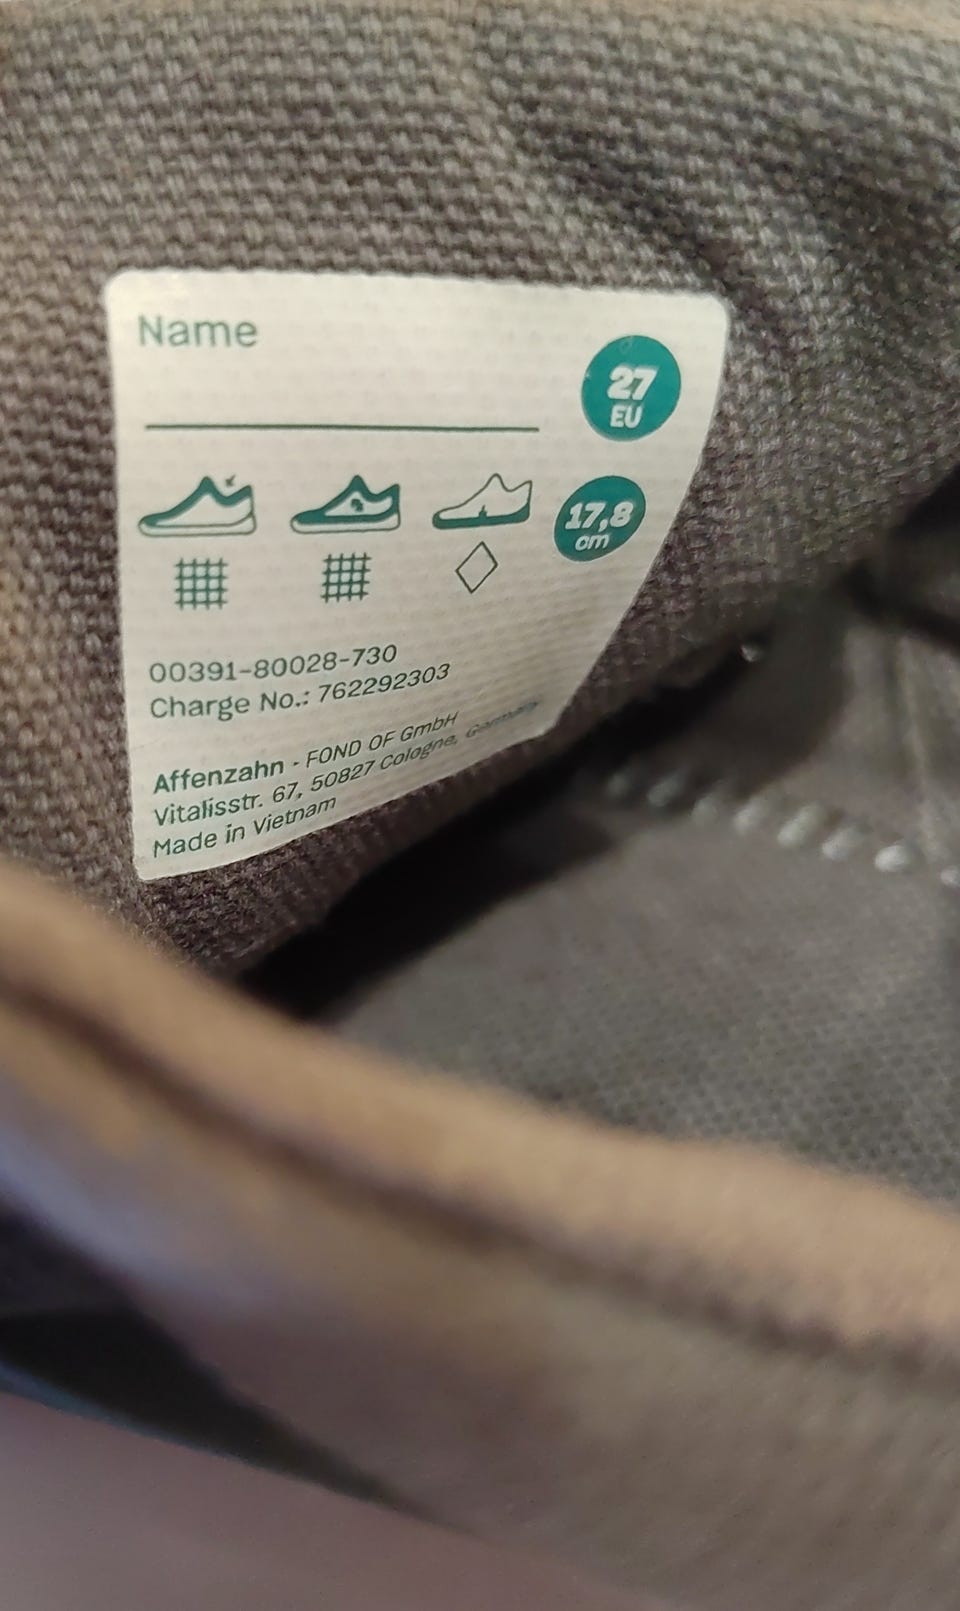 Name
27
EU
17,8
cm
00391-80028-730
Charge No.: 762292303
Affenzahn - FOND OF GmbH
Vitalisstr. 67, 50827 Cologne, Germany
Made in Vietnam